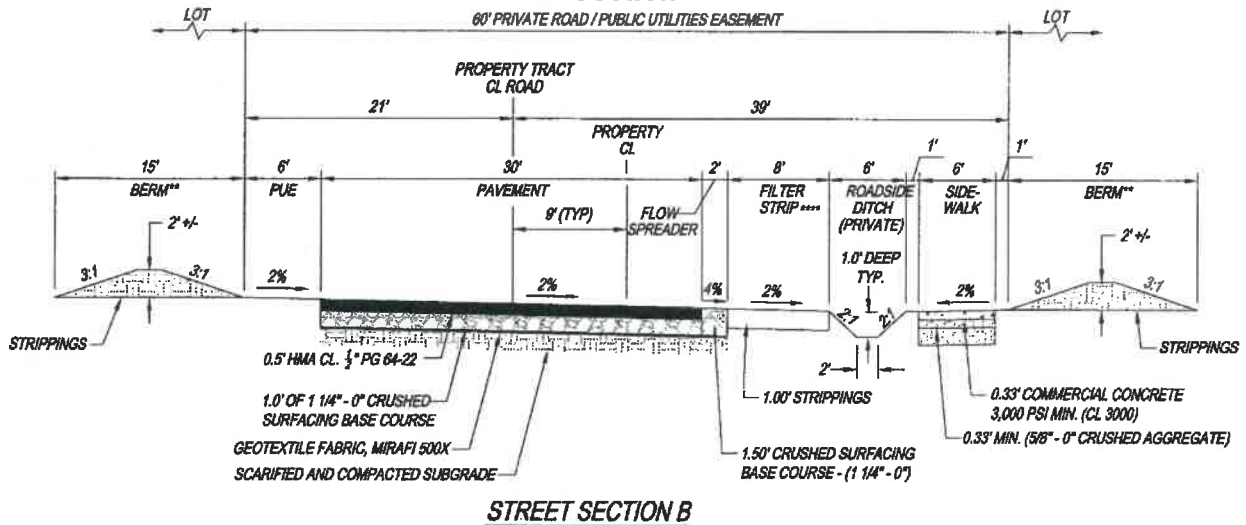 LOT
60' PRIVATE ROAD / PUBLIC UTILITIES EASEMENT
LOT
PROPERTY TRACT
CL ROAD
21'
39'
PROPERTY
CL
1'
1'
15'
6'
30'
2'
8'
6'
6'
15'
BERM**
PUE
PAVEMENT
FILTER
STRIP****
ROADSIDE
DITCH
(PRIVATE)
SIDE-
WALK
BERM**
9' (TYP)
FLOW
SPREADER
2' +/-
2' +/-
1.0' DEEP
TYP.
3:1
3:1
2%
2%
4%
2%
2:1
2:1
2%
3:1
3:1
STRIPPINGS
STRIPPINGS
0.5' HMA CL. ½" PG 64-22
2'
1.00' STRIPPINGS
0.33' COMMERCIAL CONCRETE
3,000 PSI MIN. (CL 3000)
1.0' OF 1 1/4" - 0" CRUSHED
SURFACING BASE COURSE
0.33' MIN. (5/8" - 0" CRUSHED AGGREGATE)
GEOTEXTILE FABRIC, MIRAFI 500X
1.50' CRUSHED SURFACING
BASE COURSE - (1 1/4" - 0")
SCARIFIED AND COMPACTED SUBGRADE
STREET SECTION B